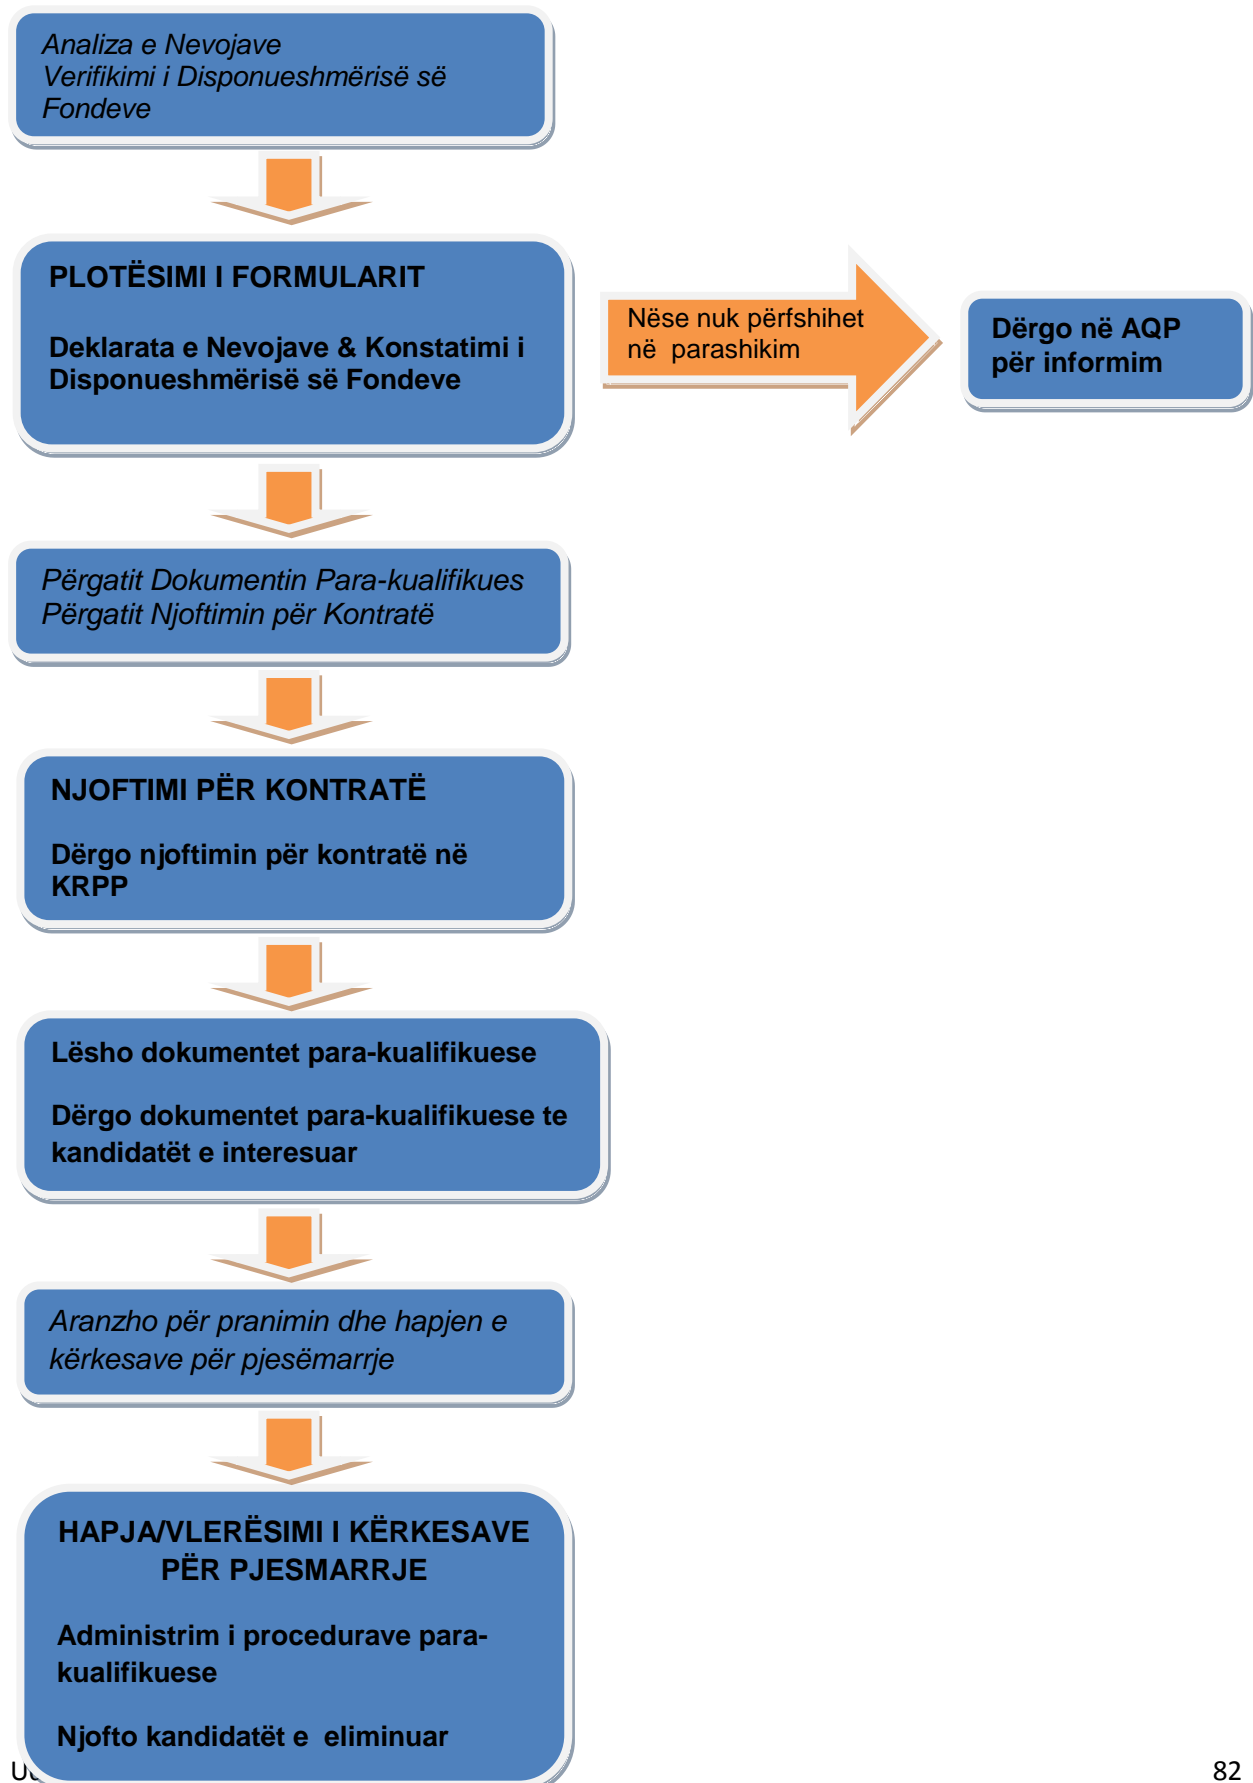 Analiza e Nevojave
Verifikimi i Disponueshmërisë së
Fondeve
PLOTËSIMI I FORMULARIT
Deklarata e Nevojave & Konstatimi i
Disponueshmërisë së Fondeve
Nëse nuk përfshihet
në parashikim
Dërgo në AQP
për informim
Përgatit Dokumentin Para-kualifikues
Përgatit Njoftimin për Kontratë
NJOFTIMI PËR KONTRATË
Dërgo njoftimin për kontratë në
KRPP
Lësho dokumentet para-kualifikuese
Dërgo dokumentet para-kualifikuese te
kandidatët e interesuar
Aranzho për pranimin dhe hapjen e
kërkesave për pjesëmarrje
HAPJA/VLERËSIMI I KËRKESAVE
PËR PJESMARRJE
Administrim i procedurave para-
kualifikuese
Njofto kandidatët e eliminuar
82